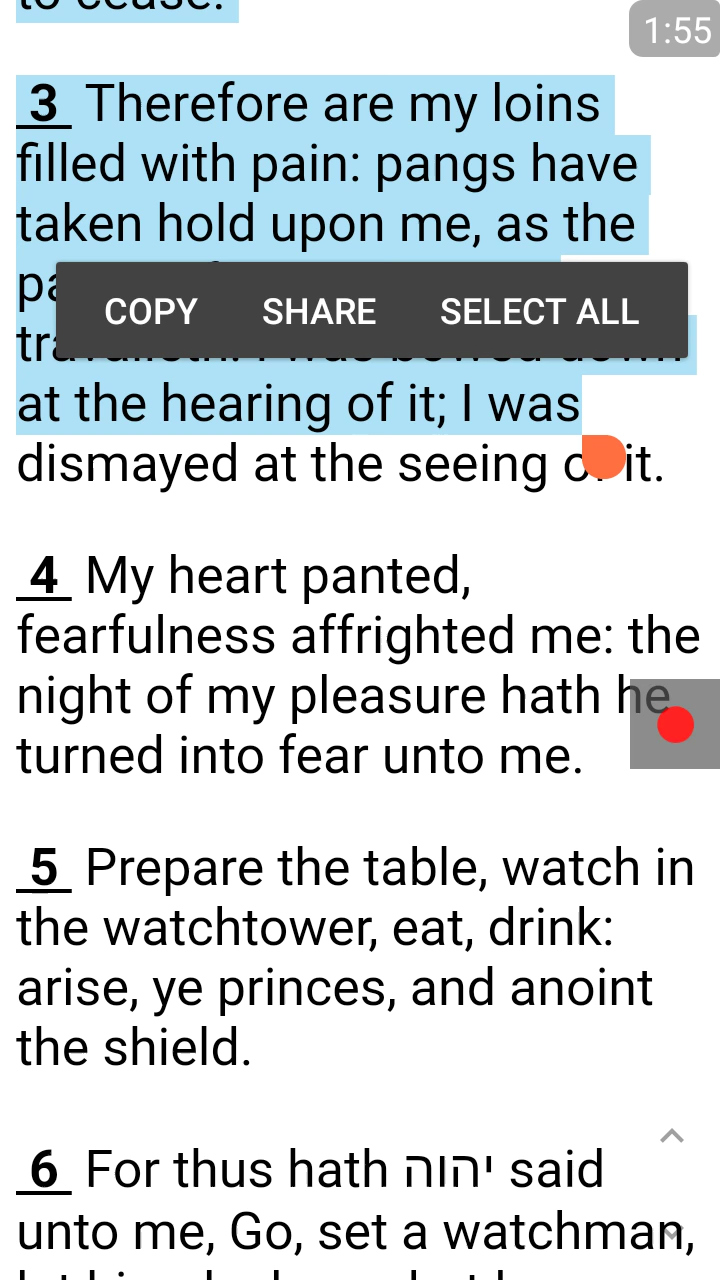 to cease.
1:55
3 Therefore are my loins
filled with pain: pangs have
taken hold upon me, as the
COPY SHARE SELECT ALL
at the hearing of it; I was
dismayed at the seeing of it.
4 My heart panted,
fearfulness affrighted me: the
night of my pleasure hath he
turned into fear unto me.
5 Prepare the table, watch in
the watchtower, eat, drink:
arise, ye princes, and anoint
the shield.
6 For thus hath יהוה said
unto me, Go, set a watchman,